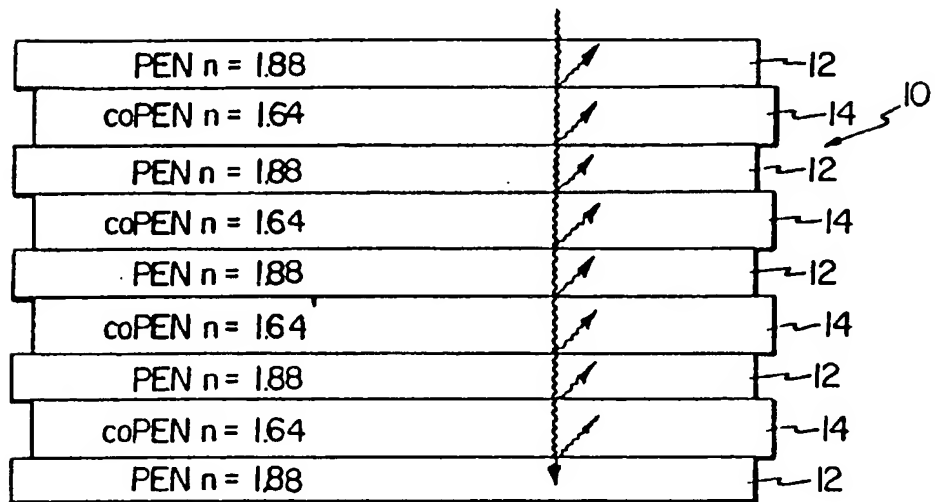 PEN n = 1.88 12
coPEN n = 1.64 14 10
PEN n = 1.88 12
coPEN n = 1.64 14
PEN n = 1.88 12
coPEN n = 1.64 14
PEN n = 1.88 12
coPEN n = 1.64 14
PEN n = 1.88 12